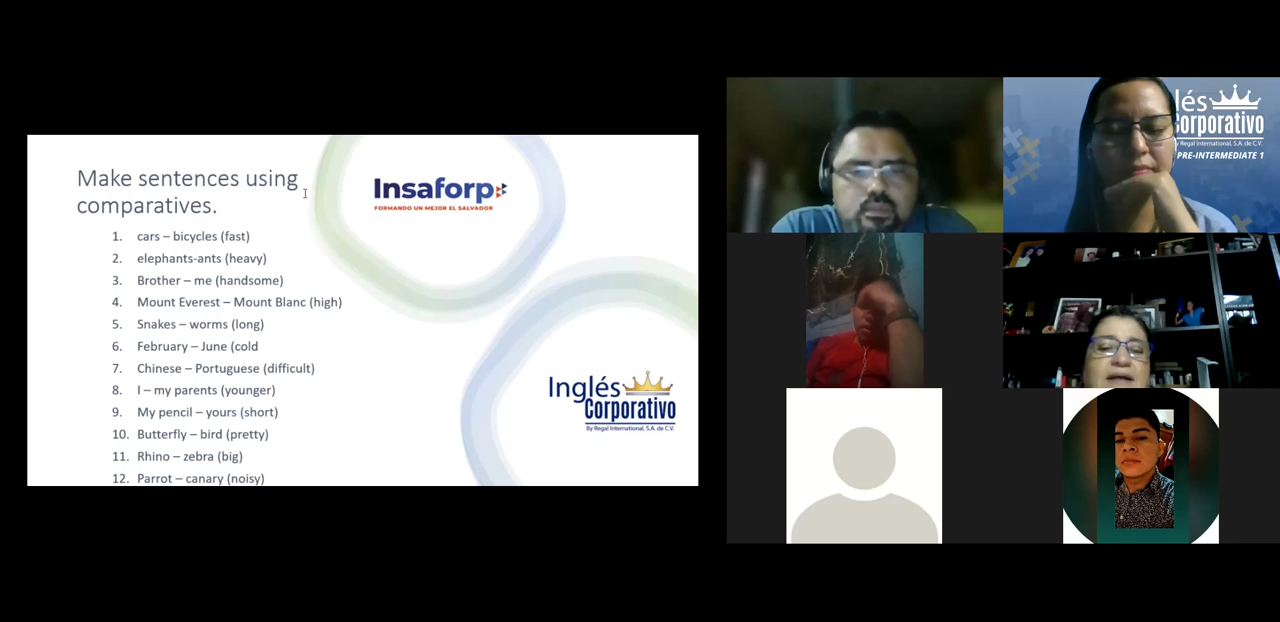 Make sentences using
comparatives.
1. cars – bicycles (fast)
2. elephants-ants (heavy)
3. Brother – me (handsome)
4. Mount Everest – Mount Blanc (high)
5. Snakes – worms (long)
6. February – June (cold
7. Chinese – Portuguese (difficult)
8. I – my parents (younger)
9. My pencil – yours (short)
10. Butterfly – bird (pretty)
11. Rhino – zebra (big)
12. Parrot – canary (noisy)
Insaforp
FORMANDO UN MEJOR EL SALVADOR
Inglés
Corporativo
By Regal International, S.A. de C.V.
lés
Corporativo
y Regal International, S.A. de C.V.
PRE-INTERMEDIATE 1